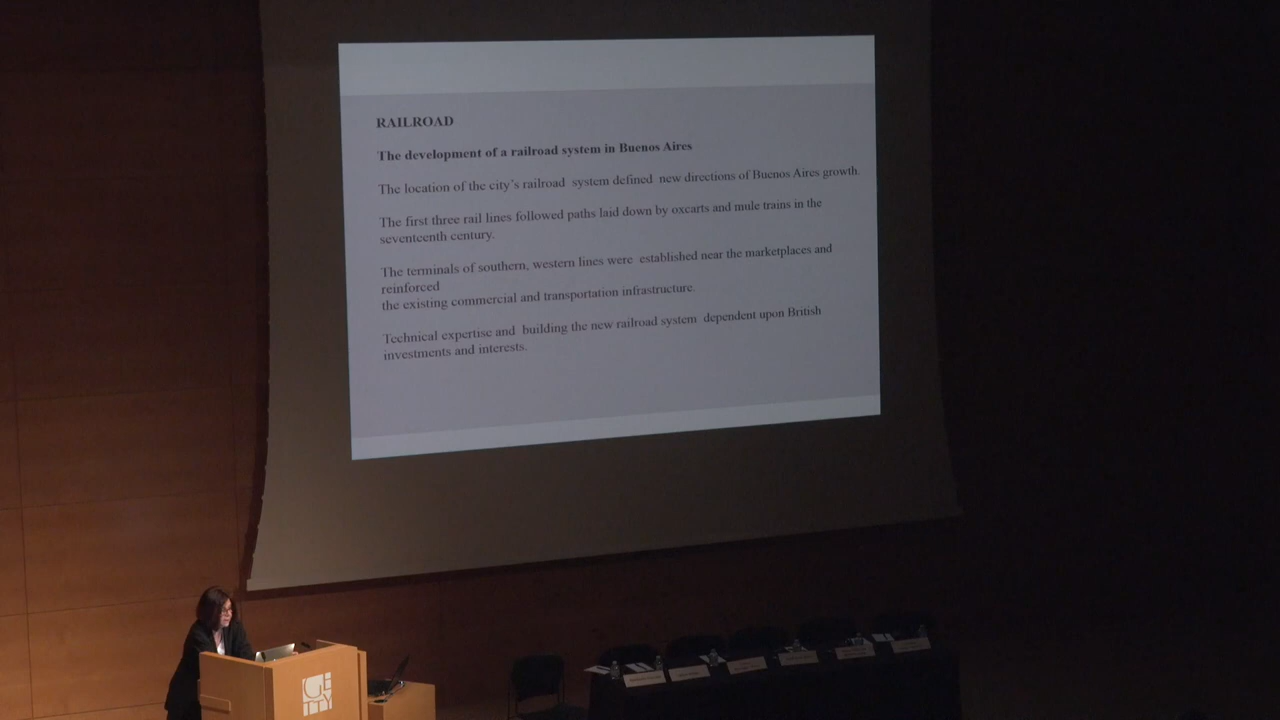 RAILROAD
The development of a railroad system in Buenos Aires
The location of the city's railroad system defined new directions of Buenos Aires growth.
The first three rail lines followed paths laid down by oxcarts and mule trains in the
seventeenth century.
The terminals of southern, western lines were established near the marketplaces and
reinforced
the existing commercial and transportation infrastructure.
Technical expertise and building the new railroad system dependent upon British
investments and interests.
GETTY